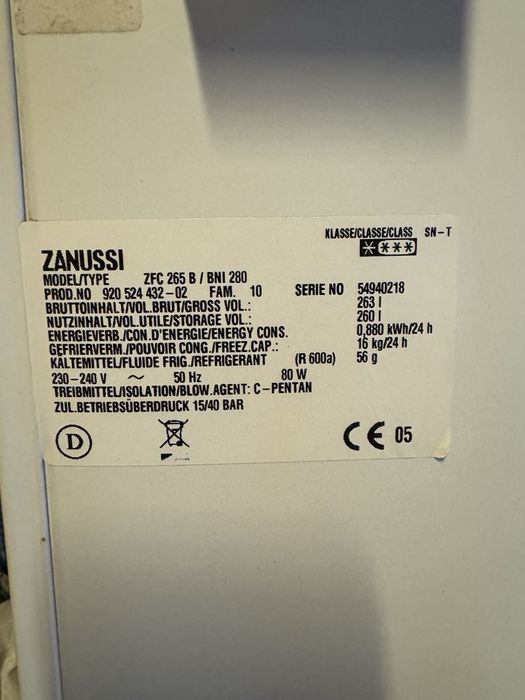 KLASSE/CLASSE/CLASS SN-T
ZANUSSI
MODEL/TYPE ZFC 265 B / BNI 280
PROD.NO 920 524 432-02 FAM. 10 SERIE NO 54940218
BRUTTOINHALT/VOL.BRUT/GROSS VOL.: 263 l
NUTZINHALT/VOL.UTILE/STORAGE VOL.: 260 l
ENERGIEVERB./CON.D'ENERGIE/ENERGY CONS. 0,880 kWh/24 h
GEFRIERVERM./POUVOIR CONG./FREEZ.CAP.: 16 kg/24 h
KÄLTEMITTEL/FLUIDE FRIG./REFRIGERANT (R 600a) 56 g
230-240 V ~ 50 Hz 80 W
TREIBMITTEL/ISOLATION/BLOW.AGENT: C-PENTAN
ZUL.BETRIEBSÜBERDRUCK 15/40 BAR
D CE 05